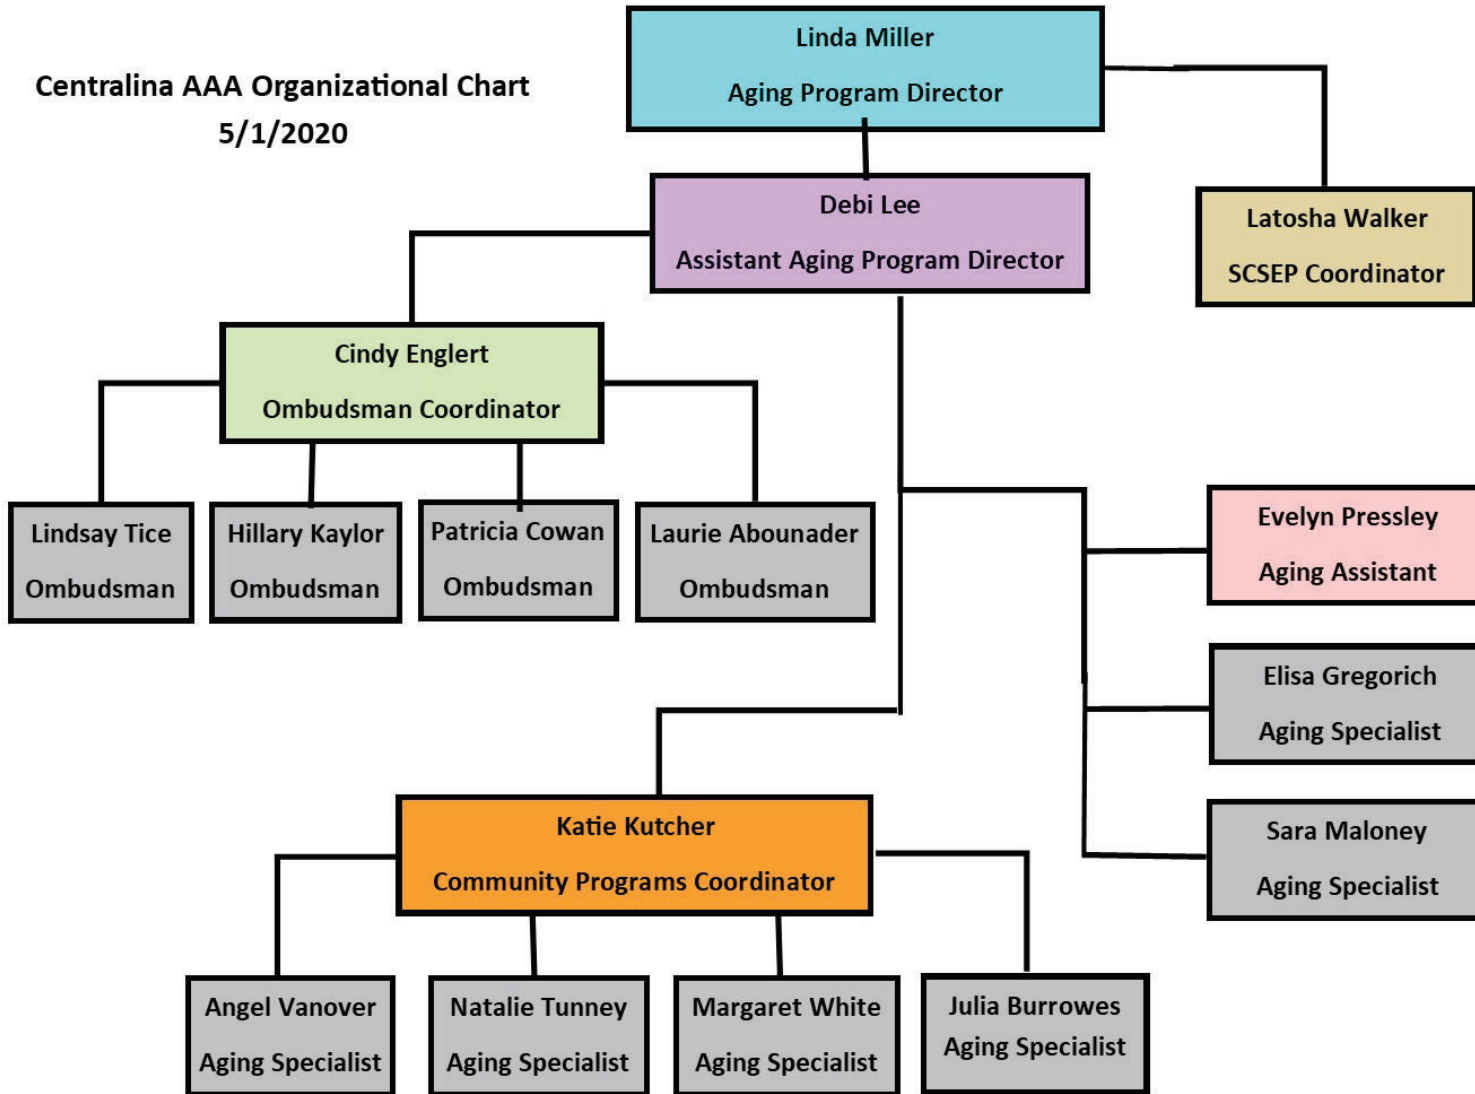 Centralina AAA Organizational Chart
5/1/2020
Linda Miller
Aging Program Director
Debi Lee
Assistant Aging Program Director
Latosha Walker
SCSEP Coordinator
Cindy Englert
Ombudsman Coordinator
Lindsay Tice
Ombudsman
Hillary Kaylor
Ombudsman
Patricia Cowan
Ombudsman
Laurie Abounader
Ombudsman
Evelyn Pressley
Aging Assistant
Elisa Gregorich
Aging Specialist
Sara Maloney
Aging Specialist
Katie Kutcher
Community Programs Coordinator
Angel Vanover
Aging Specialist
Natalie Tunney
Aging Specialist
Margaret White
Aging Specialist
Julia Burrowes
Aging Specialist